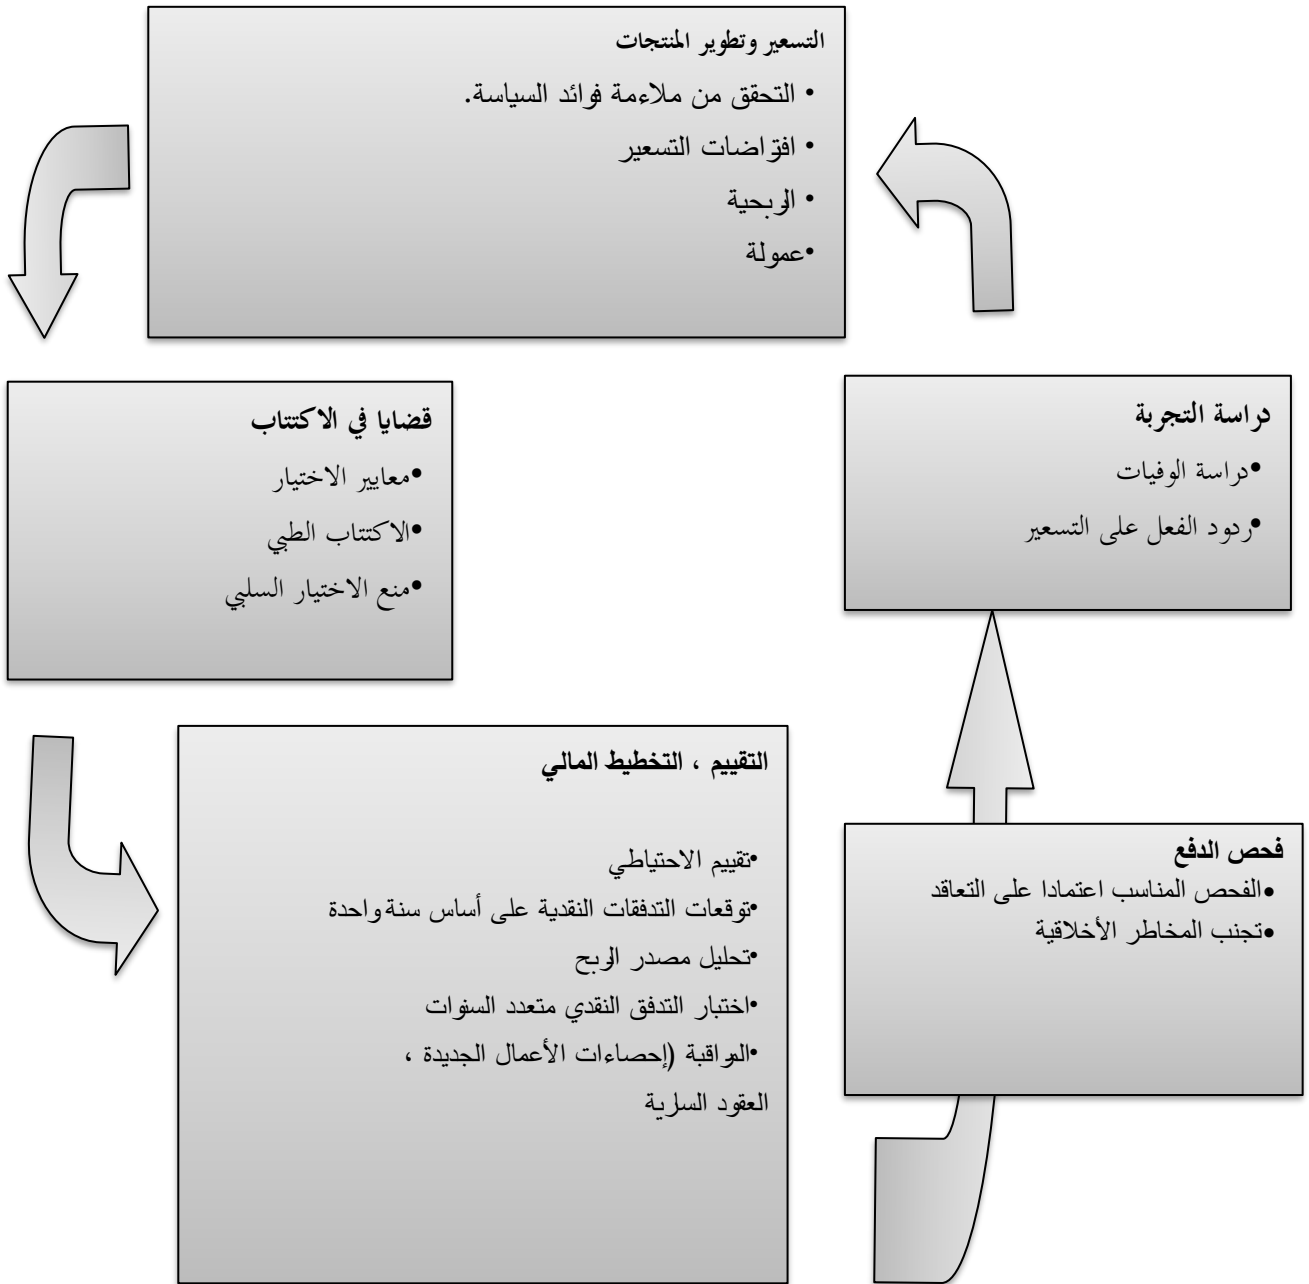 التسعير وتطوير المنتجات
• التحقق من ملاءمة فوائد السياسة.
• افتراضات التسعير
• الربحية
•عمولة
قضايا في الاكتتاب
•معايير الاختيار
•الاكتتاب الطبي
•منع الاختيار السلبي
دراسة التجربة
•دراسة الوفيات
•ردود الفعل على التسعير
التقييم ، التخطيط المالي
•تقييم الاحتياطي
•توقعات التدفقات النقدية على أساس سنة واحدة
•تحليل مصدر الربح
•اختبار التدفق النقدي متعدد السنوات
•المراقبة (إحصاءات الأعمال الجديدة ،
العقود السارية
فحص الدفع
•الفحص المناسب اعتمادا على التعاقد
•تجنب المخاطر الأخلاقية